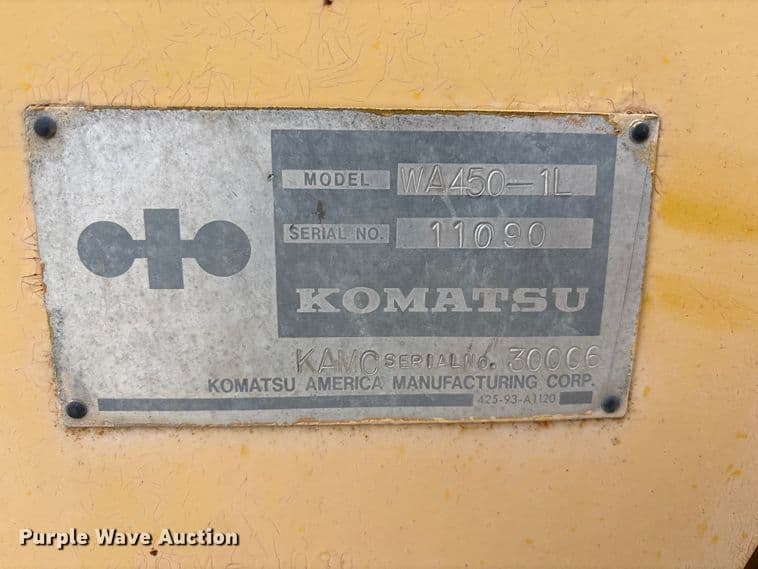 MODEL WA450-1L
SERIAL NO. 11090
KOMATSU
KAMC SERIAL NO. 30006
KOMATSU AMERICA MANUFACTURING CORP.
425-93-A1120
Purple Wave Auction